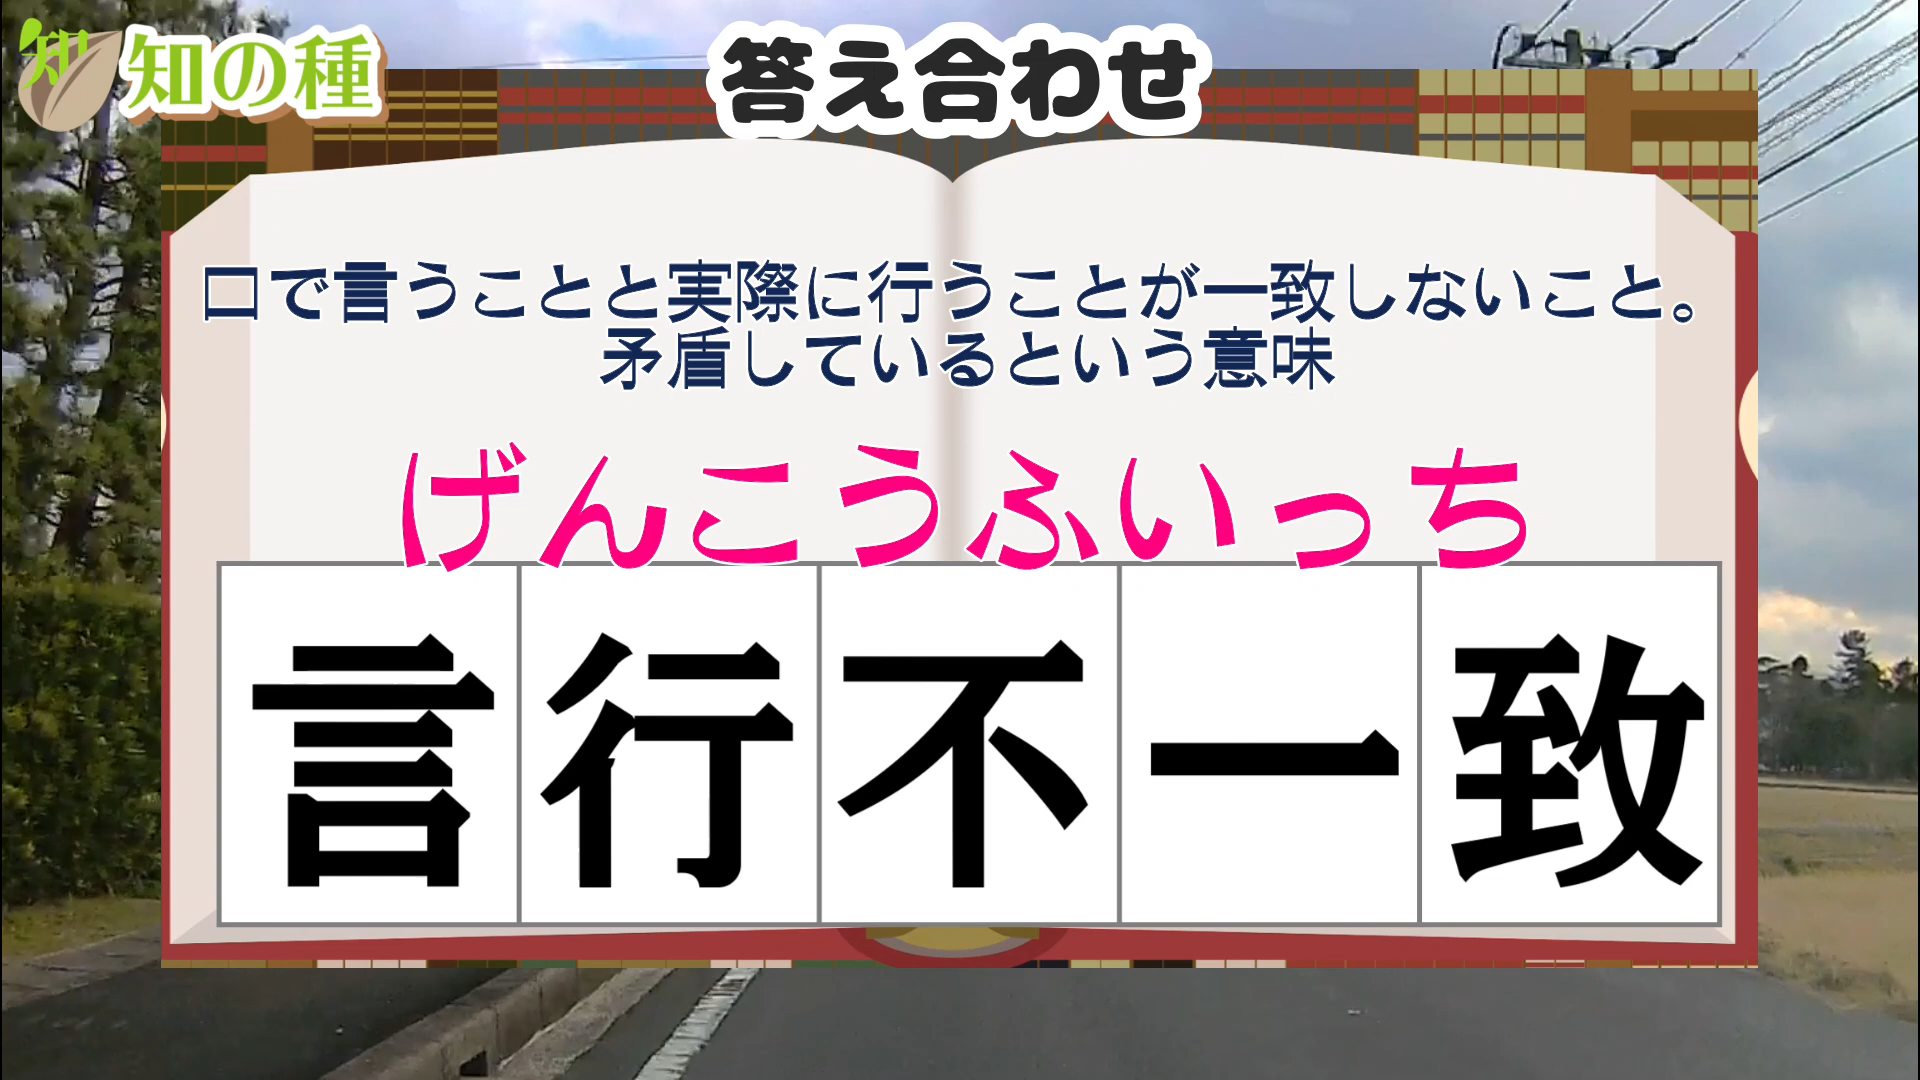 知 知の種
答え合わせ
口で言うことと実際に行うことが一致しないこと。
矛盾しているという意味
げんこうふいっち
言行不一致